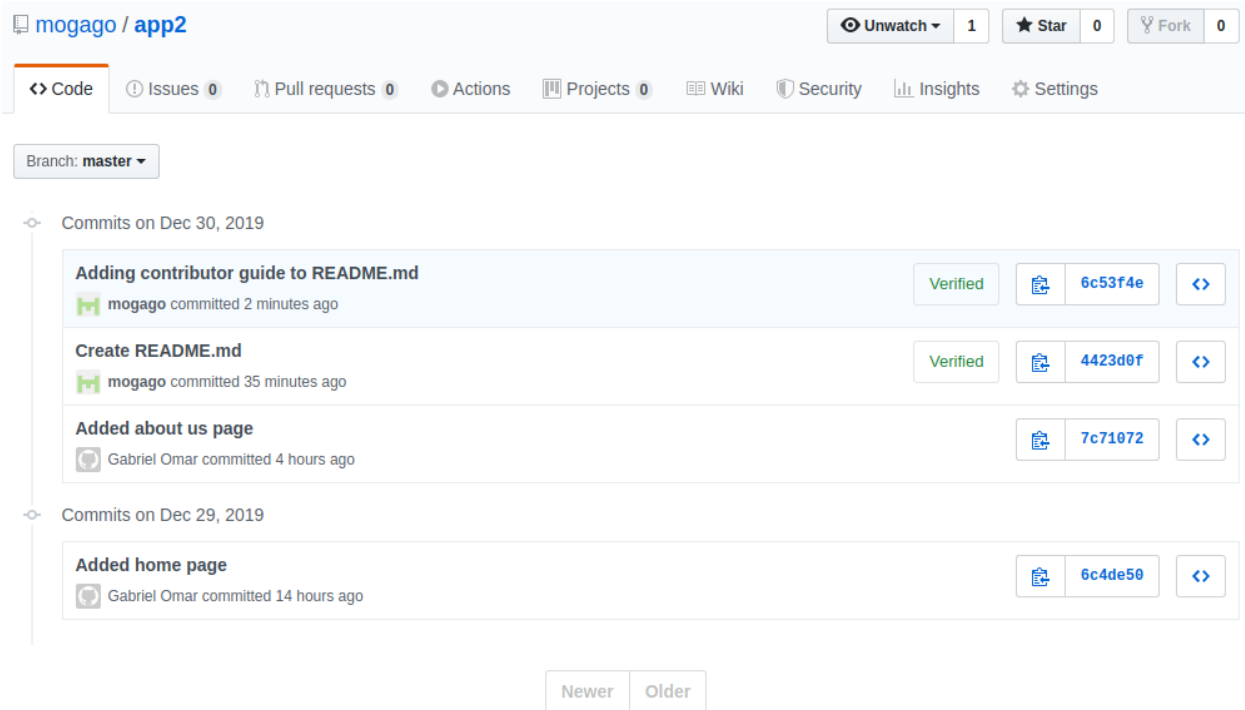 mogago / app2 Unwatch 1 Star 0 Fork 0
Code Issues 0 Pull requests 0 Actions Projects 0 Wiki Security Insights Settings
Branch: master
Commits on Dec 30, 2019
Adding contributor guide to README.md
mogago committed 2 minutes ago
Verified 6c53f4e
Create README.md
mogago committed 35 minutes ago
Verified 4423d0f
Added about us page
Gabriel Omar committed 4 hours ago
7c71072
Commits on Dec 29, 2019
Added home page
Gabriel Omar committed 14 hours ago
6c4de50
Newer Older